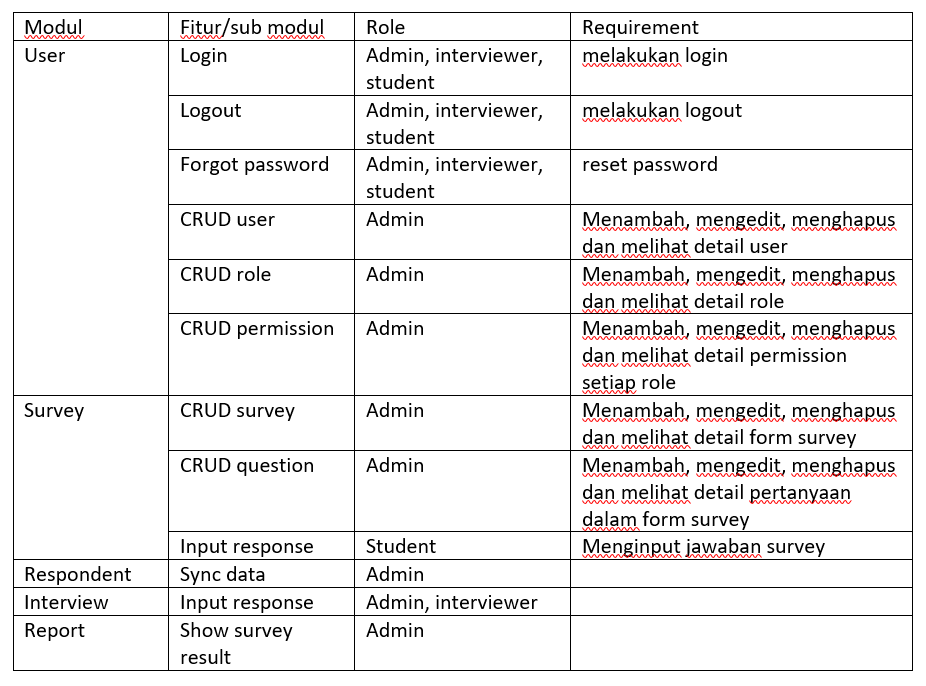 Modul Fitur/sub modul Role Requirement
User Login Admin, interviewer, melakukan login
student
Logout Admin, interviewer, melakukan logout
student
Forgot password Admin, interviewer, reset password
student
CRUD user Admin Menambah, mengedit, menghapus
dan melihat detail user
CRUD role Admin Menambah, mengedit, menghapus
dan melihat detail role
CRUD permission Admin Menambah, mengedit, menghapus
dan melihat detail permission
setiap role
Survey CRUD survey Admin Menambah, mengedit, menghapus
dan melihat detail form survey
CRUD question Admin Menambah, mengedit, menghapus
dan melihat detail pertanyaan
dalam form survey
Input response Student Menginput jawaban survey
Respondent Sync data Admin
Interview Input response Admin, interviewer
Report Show survey Admin
result